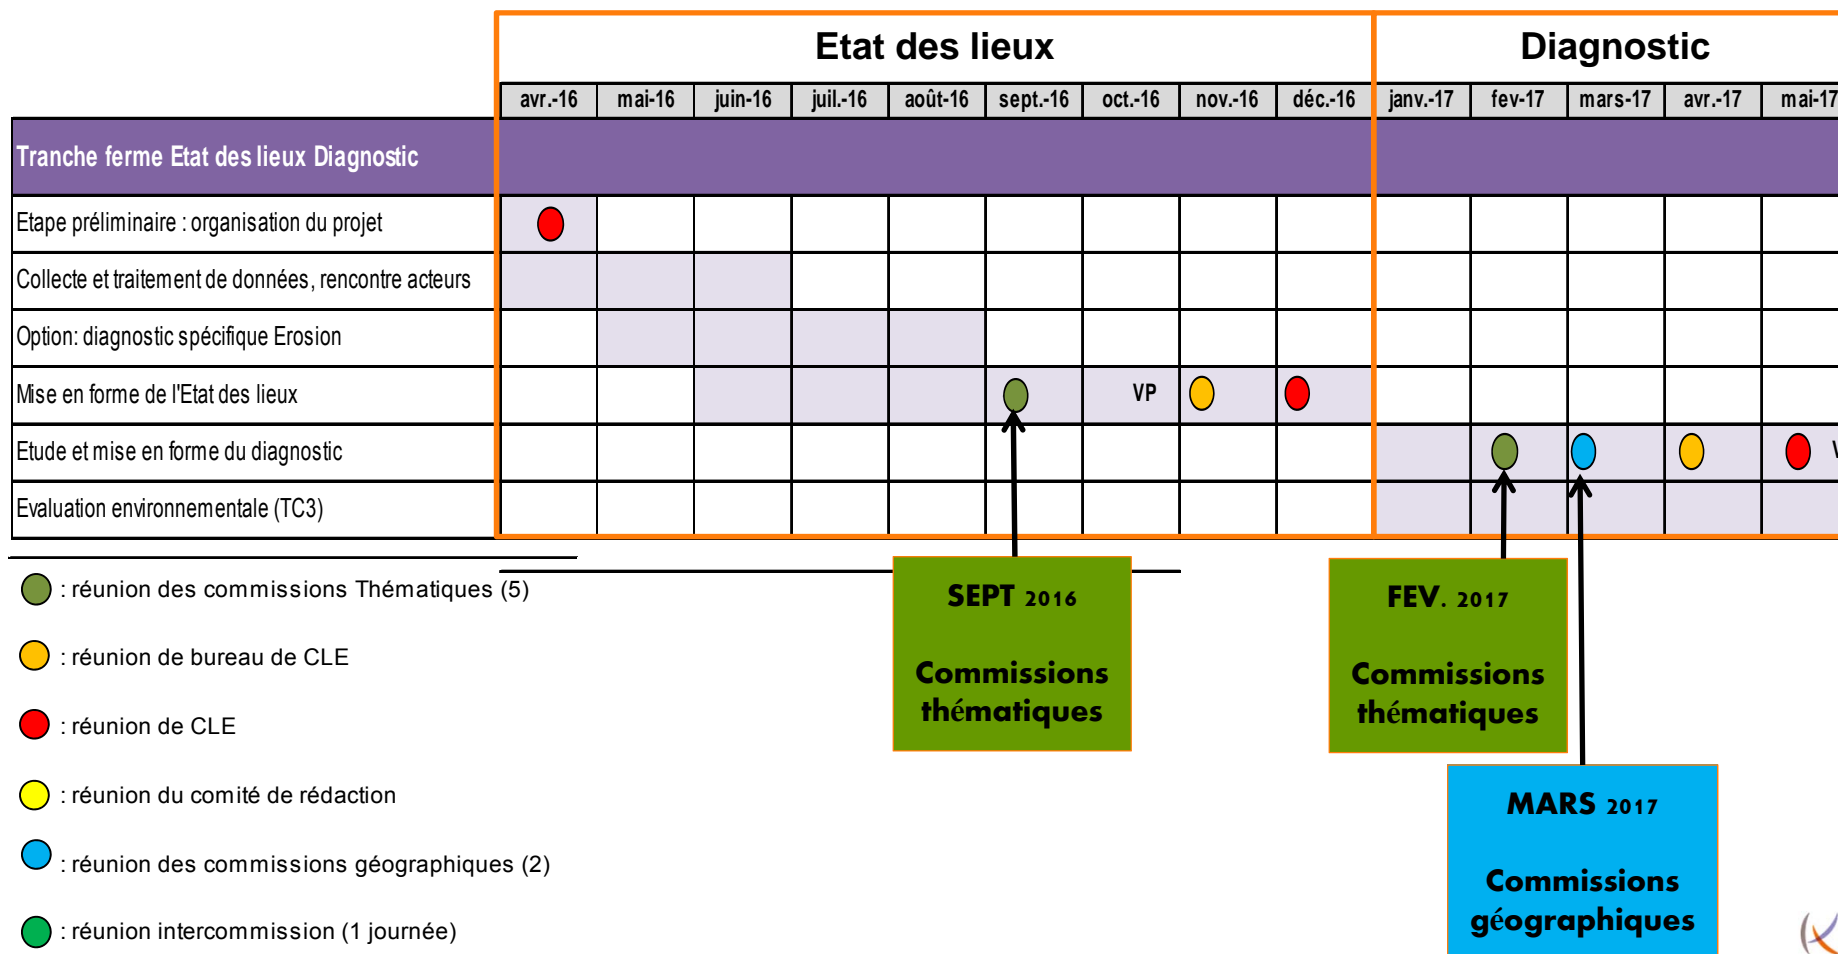 Etat des lieux
Diagnostic
avr.-16 mai-16 juin-16 juil.-16 août-16 sept.-16 oct.-16 nov.-16 déc.-16 janv.-17 fev-17 mars-17 avr.-17 mai-17
Tranche ferme Etat des lieux Diagnostic
Etape préliminaire : organisation du projet
Collecte et traitement de données, rencontre acteurs
Option: diagnostic spécifique Erosion
Mise en forme de l'Etat des lieux
VP
Etude et mise en forme du diagnostic
Evaluation environnementale (TC3)
: réunion des commissions Thématiques (5)
: réunion de bureau de CLE
: réunion de CLE
: réunion du comité de rédaction
: réunion des commissions géographiques (2)
: réunion intercommission (1 journée)
SEPT 2016
Commissions
thématiques
FEV. 2017
Commissions
thématiques
MARS 2017
Commissions
géographiques